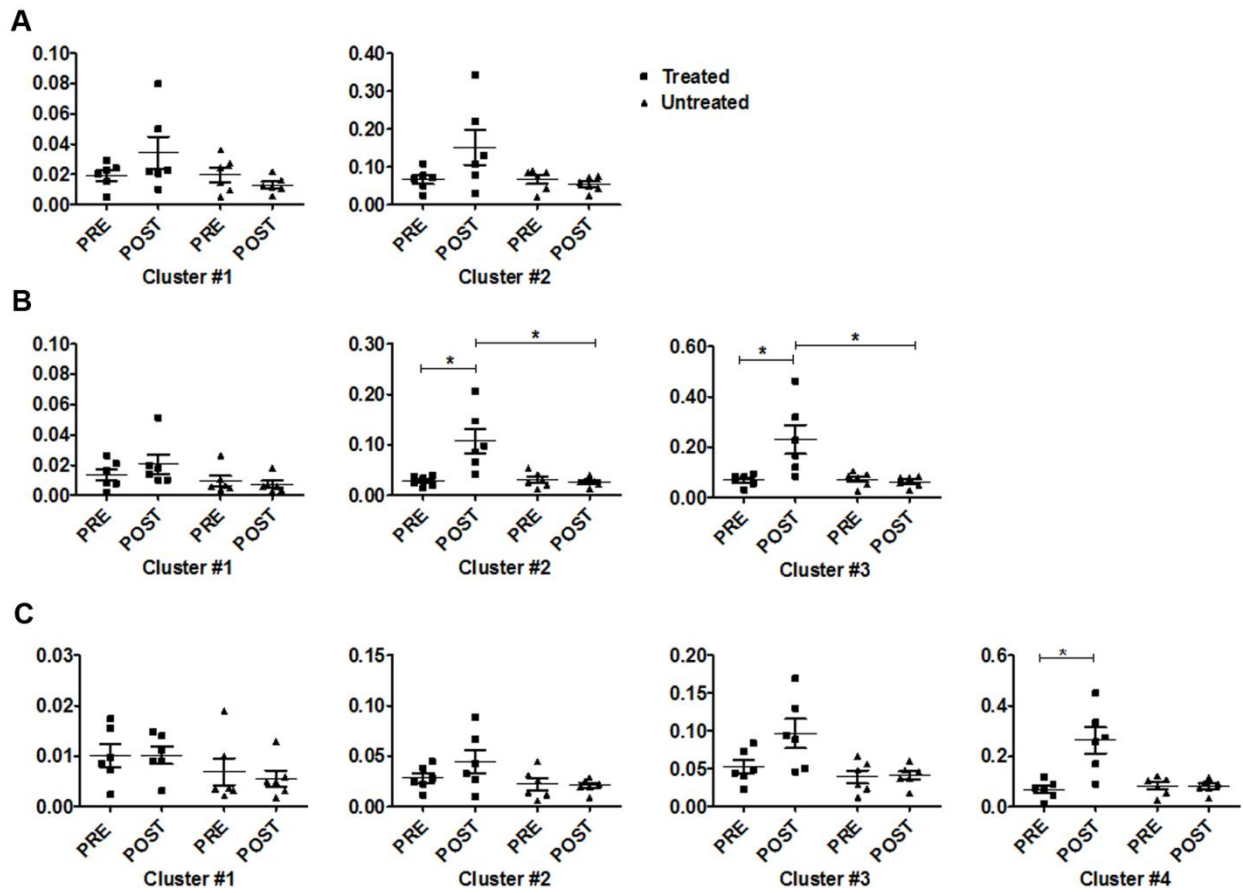 A
0.10
0.08
0.06
0.04
0.02
0.00
PRE
POST
PRE
POST
Cluster #1
0.40
0.30
0.20
0.10
0.00
PRE
POST
PRE
POST
Cluster #2
Treated
Untreated
B
0.10
0.08
0.06
0.04
0.02
0.00
PRE
POST
PRE
POST
Cluster #1
0.30
0.20
0.10
0.00
*
*
PRE
POST
PRE
POST
Cluster #2
0.60
0.40
0.20
0.00
*
*
PRE
POST
PRE
POST
Cluster #3
C
0.03
0.02
0.01
0.00
PRE
POST
PRE
POST
Cluster #1
0.15
0.10
0.05
0.00
PRE
POST
PRE
POST
Cluster #2
0.20
0.15
0.10
0.05
0.00
PRE
POST
PRE
POST
Cluster #3
0.6
0.4
0.2
0.0
*
PRE
POST
PRE
POST
Cluster #4